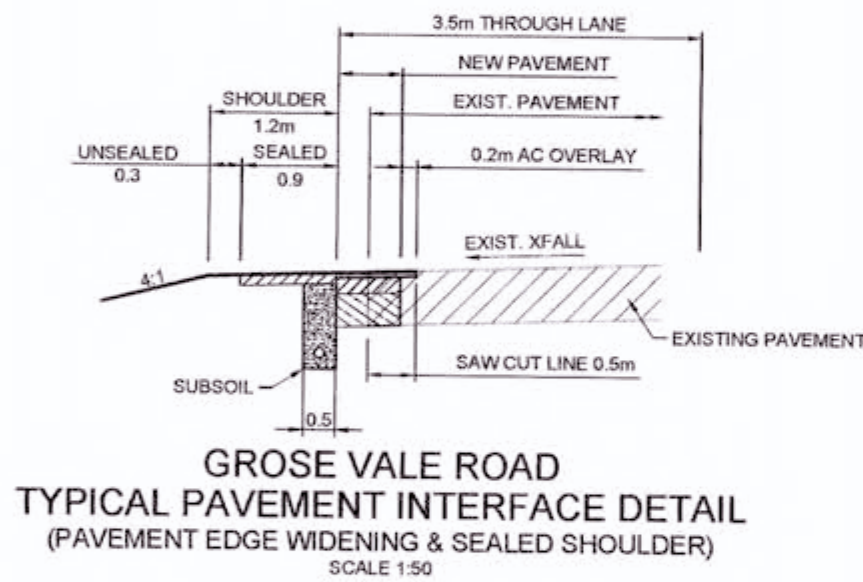 3.5m THROUGH LANE
NEW PAVEMENT
SHOULDER
1.2m
EXIST. PAVEMENT
UNSEALED
0.3
SEALED
0.9
0.2m AC OVERLAY
EXIST. XFALL
4:1
EXISTING PAVEMENT
SAW CUT LINE 0.5m
SUBSOIL
0.5
GROSE VALE ROAD
TYPICAL PAVEMENT INTERFACE DETAIL
(PAVEMENT EDGE WIDENING & SEALED SHOULDER)
SCALE 1:50